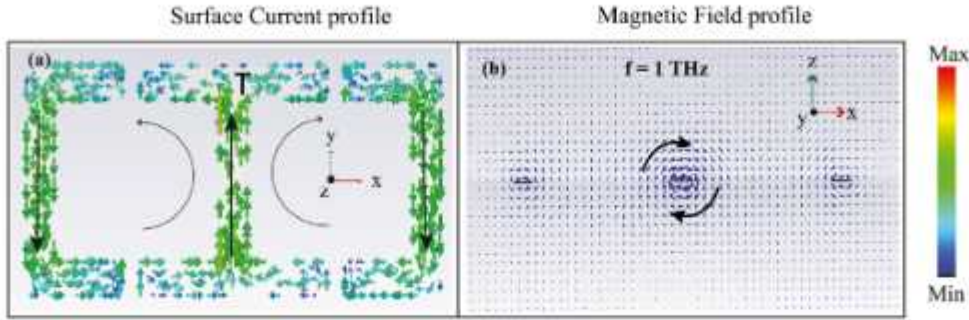 Surface Current profile
Magnetic Field profile
(a)
T
y
z
x
(b)
f = 1 THz
z
y
x
Max
Min